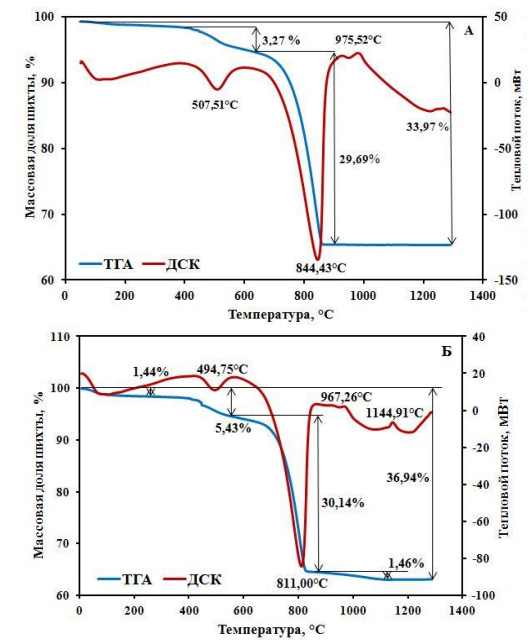 100
50
А
3,27 %
975,52°C
90
0
507,51°C
33,97 %
80
-50
29,69%
70
-100
ТГА
ДСК
844,43°C
60
-150
0
200
400
600
800
1000
1200
1400
Температура, °C
Массовая доля шихты, %
Тепловой поток, мВт
110
40
Б
1,44%
494,75°C
20
100
967,26°C
0
5,43%
1144,91°C
90
-20
36,94%
80
-40
30,14%
70
-60
1,46%
ТГА
ДСК
-80
811,00°C
60
-100
0
200
400
600
800
1000
1200
1400
Температура, °C
Массовая доля шихты, %
Тепловой поток, мВт